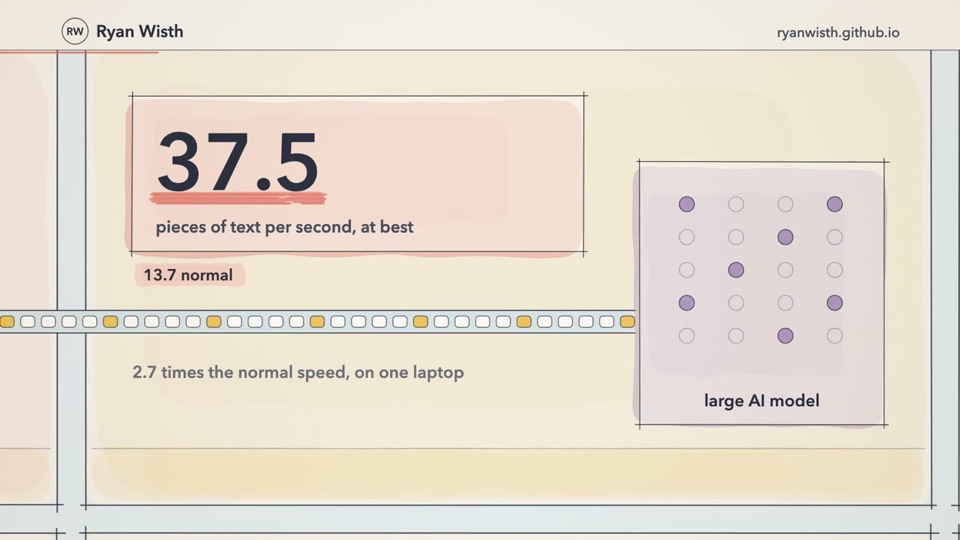 RW Ryan Wisth
ryanwisth.github.io
37.5
pieces of text per second, at best
13.7 normal
2.7 times the normal speed, on one laptop
large AI model